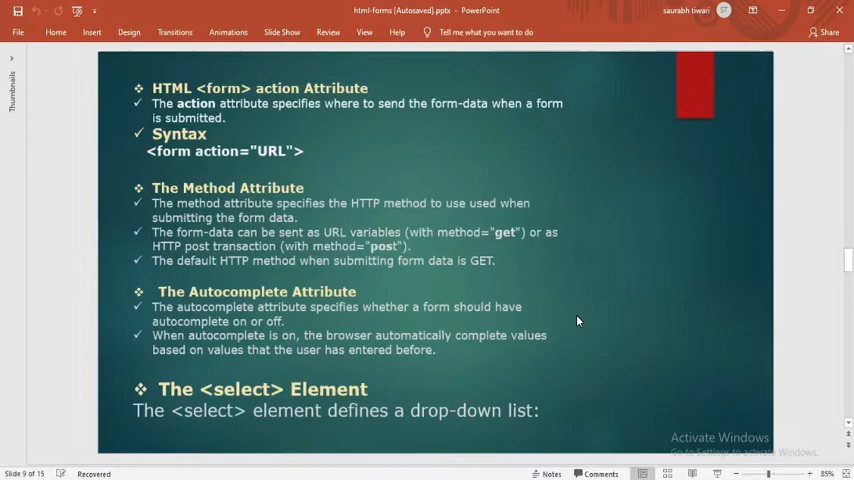 html-forms [Autosaved].pptx - PowerPoint
saurabh tiwari
ST
File Home Insert Design Transitions Animations Slide Show Review View Help Tell me what you want to do
Share
Thumbnails
HTML <form> action Attribute
The action attribute specifies where to send the form-data when a form
is submitted.
Syntax
<form action="URL">
The Method Attribute
The method attribute specifies the HTTP method to use used when
submitting the form data.
The form-data can be sent as URL variables (with method="get") or as
HTTP post transaction (with method="post").
The default HTTP method when submitting form data is GET.
The Autocomplete Attribute
The autocomplete attribute specifies whether a form should have
autocomplete on or off.
When autocomplete is on, the browser automatically complete values
based on values that the user has entered before.
The <select> Element
The <select> element defines a drop-down list:
Activate Windows
Go to Settings to activate Windows.
Slide 9 of 15
Recovered
Notes
Comments
85%